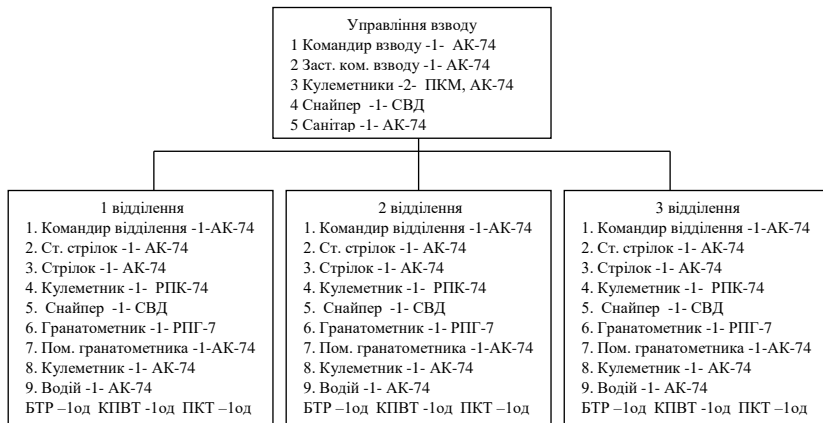 Управління взводу
1 Командир взводу -1- АК-74
2 Заст. ком. взводу -1- АК-74
3 Кулеметники -2- ПКМ, АК-74
4 Снайпер -1- СВД
5 Санітар -1- АК-74
1 відділення
1. Командир відділення -1-АК-74
2. Ст. стрілок -1- АК-74
3. Стрілок -1- АК-74
4. Кулеметник -1- РПК-74
5. Снайпер -1- СВД
6. Гранатометник -1- РПГ-7
7. Пом. гранатометника -1-АК-74
8. Кулеметник -1- АК-74
9. Водій -1- АК-74
БТР –1од КПВТ -1од ПКТ –1од
2 відділення
1. Командир відділення -1-АК-74
2. Ст. стрілок -1- АК-74
3. Стрілок -1- АК-74
4. Кулеметник -1- РПК-74
5. Снайпер -1- СВД
6. Гранатометник -1- РПГ-7
7. Пом. гранатометника -1-АК-74
8. Кулеметник -1- АК-74
9. Водій -1- АК-74
БТР –1од КПВТ -1од ПКТ –1од
3 відділення
1. Командир відділення -1-АК-74
2. Ст. стрілок -1- АК-74
3. Стрілок -1- АК-74
4. Кулеметник -1- РПК-74
5. Снайпер -1- СВД
6. Гранатометник -1- РПГ-7
7. Пом. гранатометника -1-АК-74
8. Кулеметник -1- АК-74
9. Водій -1- АК-74
БТР –1од КПВТ -1од ПКТ –1од